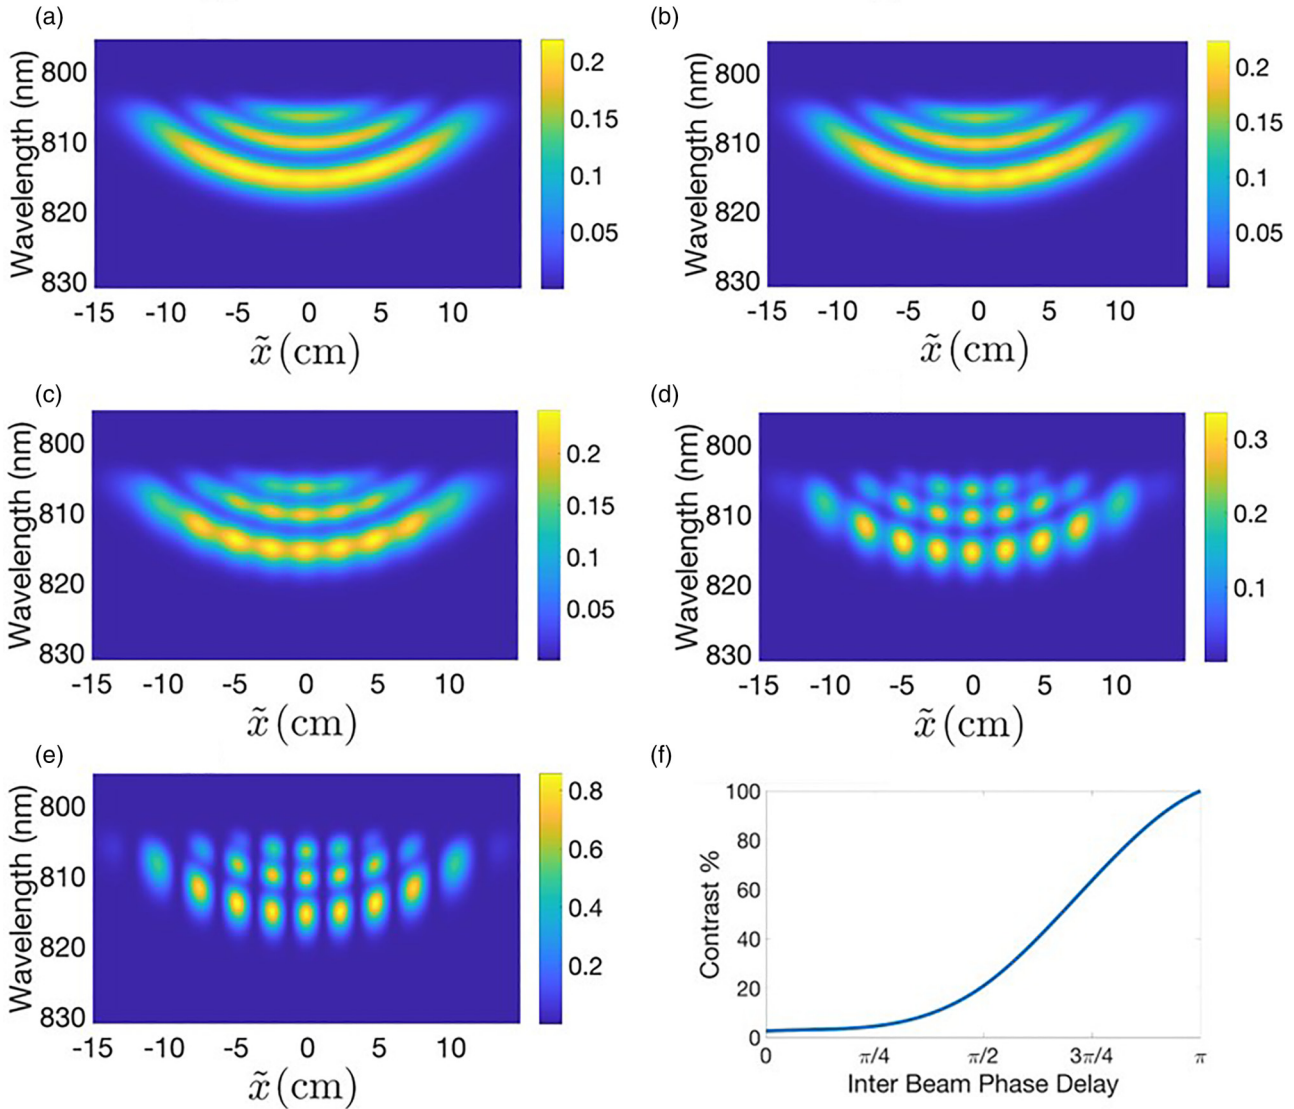 (a)
(b)
Wavelength (nm)
800
810
820
830
-15 -10 -5 0 5 10
x̃ (cm)
0.2
0.15
0.1
0.05
Wavelength (nm)
800
810
820
830
-15 -10 -5 0 5 10
x̃ (cm)
0.2
0.15
0.1
0.05
(c)
(d)
Wavelength (nm)
800
810
820
830
-15 -10 -5 0 5 10
x̃ (cm)
0.2
0.15
0.1
0.05
Wavelength (nm)
800
810
820
830
-15 -10 -5 0 5 10
x̃ (cm)
0.3
0.2
0.1
(e)
(f)
Wavelength (nm)
800
810
820
830
-15 -10 -5 0 5 10
x̃ (cm)
0.8
0.6
0.4
0.2
Contrast %
100
80
60
40
20
0
0 π/4 π/2 3π/4 π
Inter Beam Phase Delay